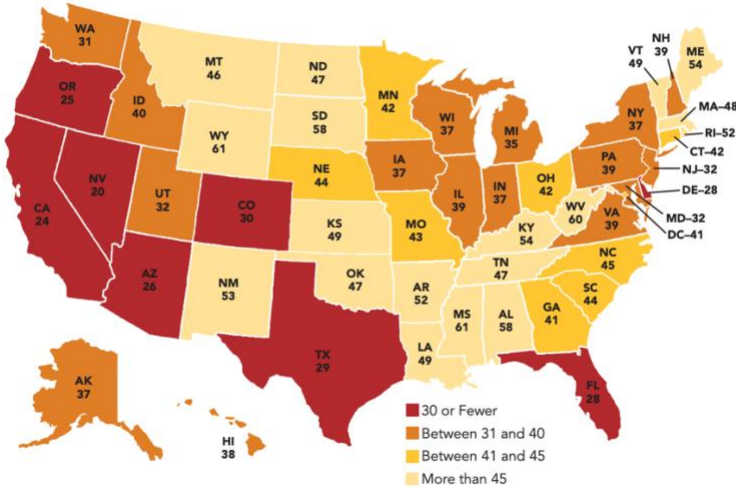 WA
31
OR
25
CA
24
NV
20
ID
40
MT
46
WY
61
UT
32
AZ
26
CO
30
NM
53
ND
47
SD
58
NE
44
KS
49
OK
47
TX
29
MN
42
IA
37
MO
43
AR
52
LA
49
WI
37
IL
39
MI
35
IN
37
OH
42
KY
54
TN
47
MS
61
AL
58
GA
41
FL
28
SC
44
NC
45
VA
39
WV
60
PA
39
NY
37
VT
49
NH
39
ME
54
MA–48
RI–52
CT–42
NJ–32
DE–28
MD–32
DC–41
AK
37
HI
38
30 or Fewer
Between 31 and 40
Between 41 and 45
More than 45